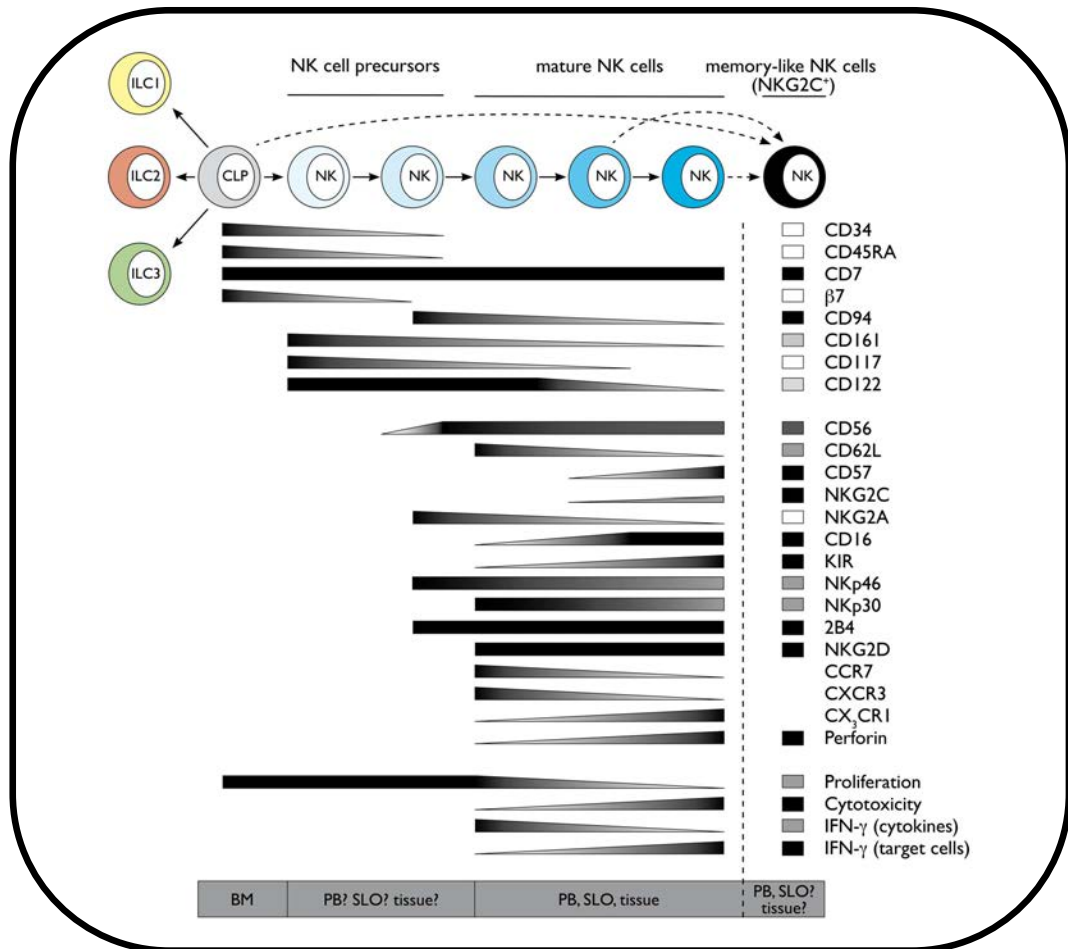 NK cell precursors
mature NK cells
memory-like NK cells
(NKG2C⁺)
ILC1
ILC2
CLP
NK
NK
NK
NK
NK
NK
ILC3
CD34
CD45RA
CD7
β7
CD94
CD161
CD117
CD122
CD56
CD62L
CD57
NKG2C
NKG2A
CD16
KIR
NKp46
NKp30
2B4
NKG2D
CCR7
CXCR3
CX₃CR1
Perforin
Proliferation
Cytotoxicity
IFN-γ (cytokines)
IFN-γ (target cells)
BM
PB? SLO? tissue?
PB, SLO, tissue
PB, SLO?
tissue?